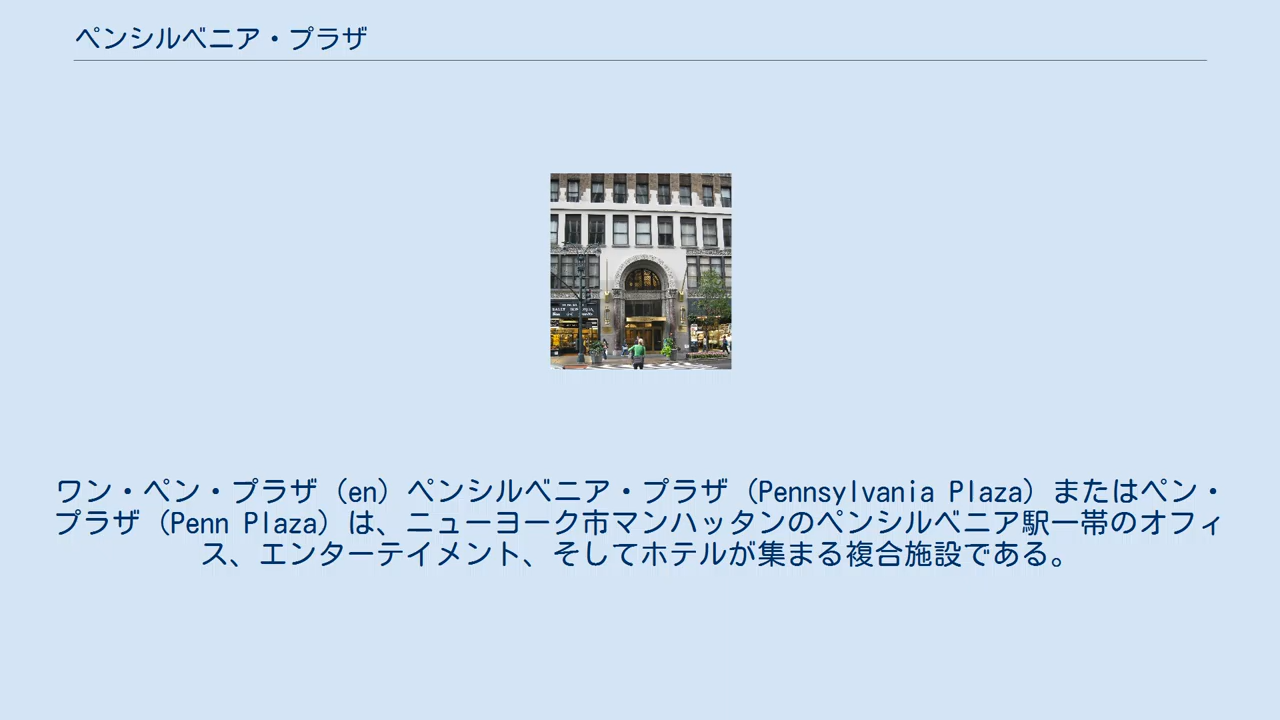 ペンシルベニア・プラザ
ワン・ペン・プラザ（en）ペンシルベニア・プラザ（Pennsylvania Plaza）またはペン・
プラザ（Penn Plaza）は、ニューヨーク市マンハッタンのペンシルベニア駅一帯のオフィ
ス、エンターテイメント、そしてホテルが集まる複合施設である。